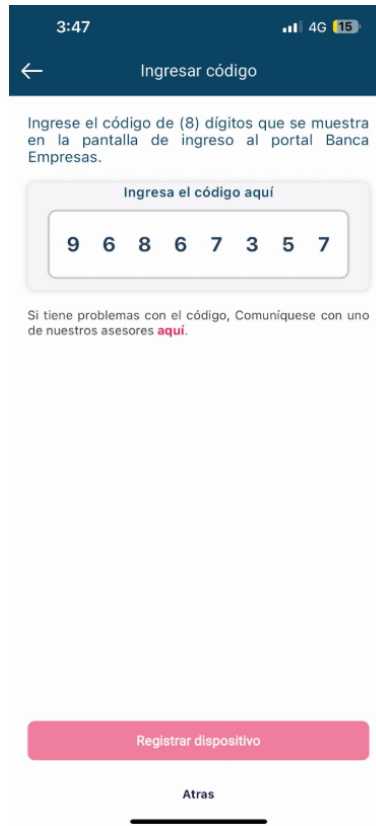 3:47 4G 15
Ingresar código
Ingrese el código de (8) dígitos que se muestra
en la pantalla de ingreso al portal Banca
Empresas.
Ingresa el código aquí
9 6 8 6 7 3 5 7
Si tiene problemas con el código, Comuníquese con uno
de nuestros asesores aquí.
Registrar dispositivo
Atras